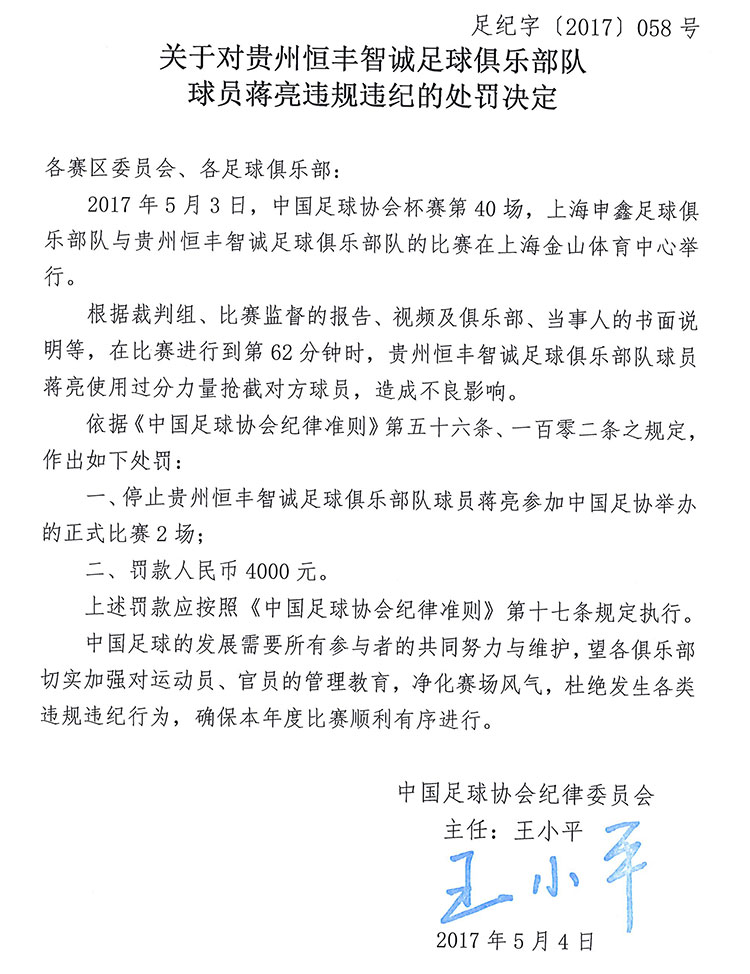 足纪字〔2017〕058 号
关于对贵州恒丰智诚足球俱乐部队
球员蒋亮违规违纪的处罚决定
各赛区委员会、各足球俱乐部：
2017 年 5 月 3 日，中国足球协会杯赛第 40 场，上海申鑫足球俱
乐部队与贵州恒丰智诚足球俱乐部队的比赛在上海金山体育中心举
行。
根据裁判组、比赛监督的报告、视频及俱乐部、当事人的书面说
明等，在比赛进行到第 62 分钟时，贵州恒丰智诚足球俱乐部队球员
蒋亮使用过分力量抢截对方球员，造成不良影响。
依据《中国足球协会纪律准则》第五十六条、一百零二条之规定，
作出如下处罚：
一、停止贵州恒丰智诚足球俱乐部队球员蒋亮参加中国足协举办
的正式比赛 2 场；
二、罚款人民币 4000 元。
上述罚款应按照《中国足球协会纪律准则》第十七条规定执行。
中国足球的发展需要所有参与者的共同努力与维护，望各俱乐部
切实加强对运动员、官员的管理教育，净化赛场风气，杜绝发生各类
违规违纪行为，确保本年度比赛顺利有序进行。
中国足球协会纪律委员会
主任：王小平
王小平
2017 年 5 月 4 日